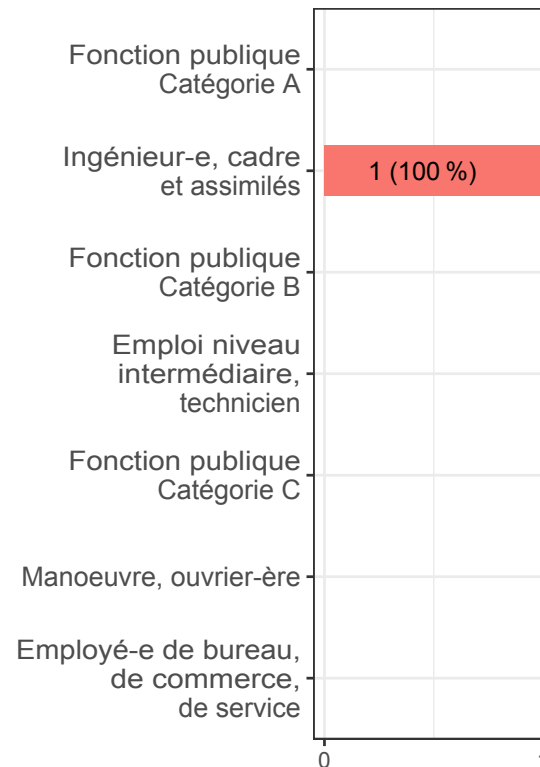 Fonction publique
Catégorie A
Ingénieur-e, cadre
et assimilés
1 (100 %)
Fonction publique
Catégorie B
Emploi niveau
intermédiaire,
technicien
Fonction publique
Catégorie C
Manoeuvre, ouvrier-ère
Employé-e de bureau,
de commerce,
de service
0